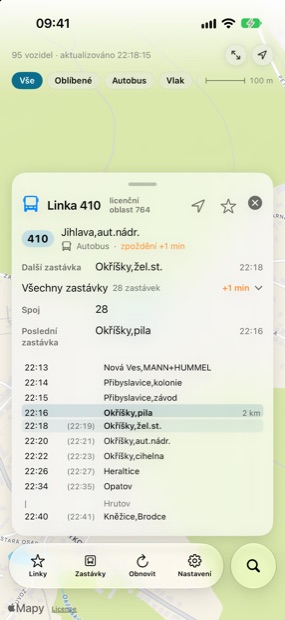 09:41
95 vozidel · aktualizováno 22:18:15
Vše Oblíbené Autobus Vlak 100 m
Linka 410 licenční oblast 764
410 Jihlava,aut.nádr.
Autobus · zpoždění +1 min
Další zastávka Okříšky,žel.st. 22:18
Všechny zastávky 28 zastávek +1 min
Spoj 28
Poslední zastávka Okříšky,pila 22:16
22:13 Nová Ves,MANN+HUMMEL
22:14 Přibyslavice,kolonie
22:15 Přibyslavice,závod
22:16 Okříšky,pila 2 km
22:18 (22:19) Okříšky,žel.st.
22:20 (22:21) Okříšky,aut.nádr.
22:22 (22:23) Okříšky,cihelna
22:26 (22:27) Heraltice
22:34 (22:35) Opatov
| Hrutov
22:40 (22:41) Kněžice,Brodce
Linky Zastávky Obnovit Nastavení
Mapy License